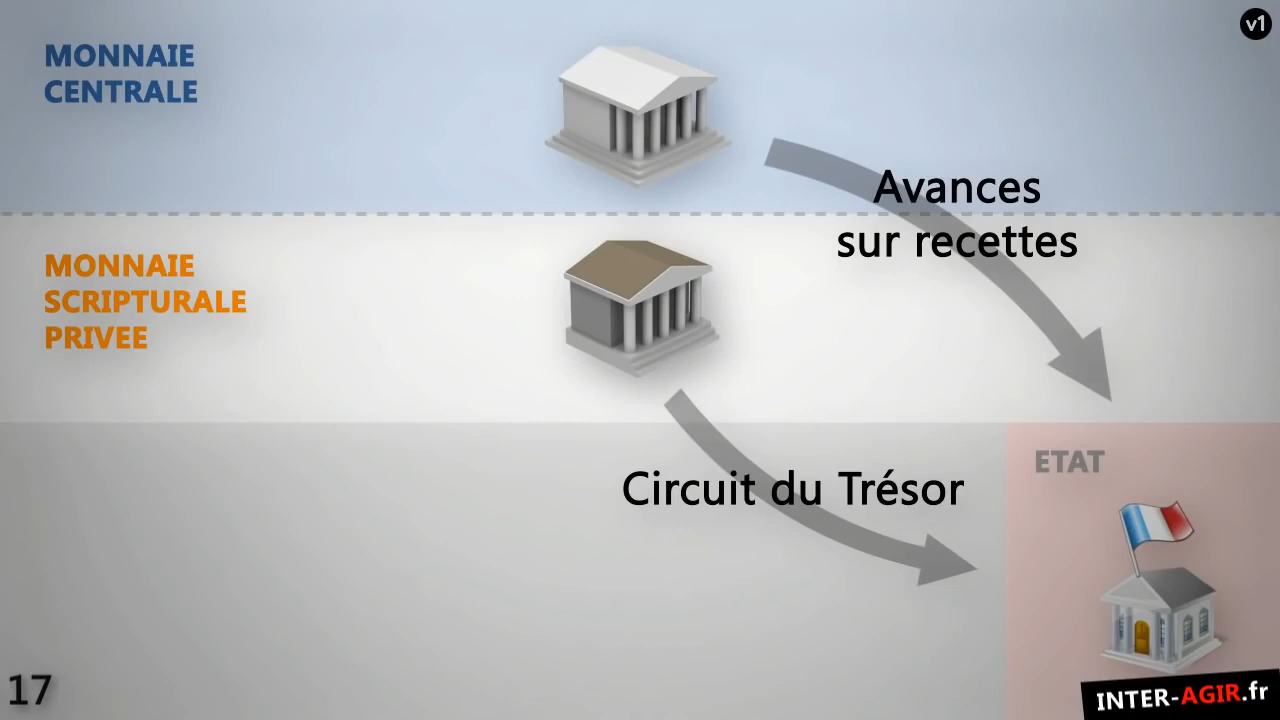 v1
MONNAIE
CENTRALE
Avances
sur recettes
MONNAIE
SCRIPTURALE
PRIVEE
ETAT
Circuit du Trésor
17
INTER-AGIR.fr